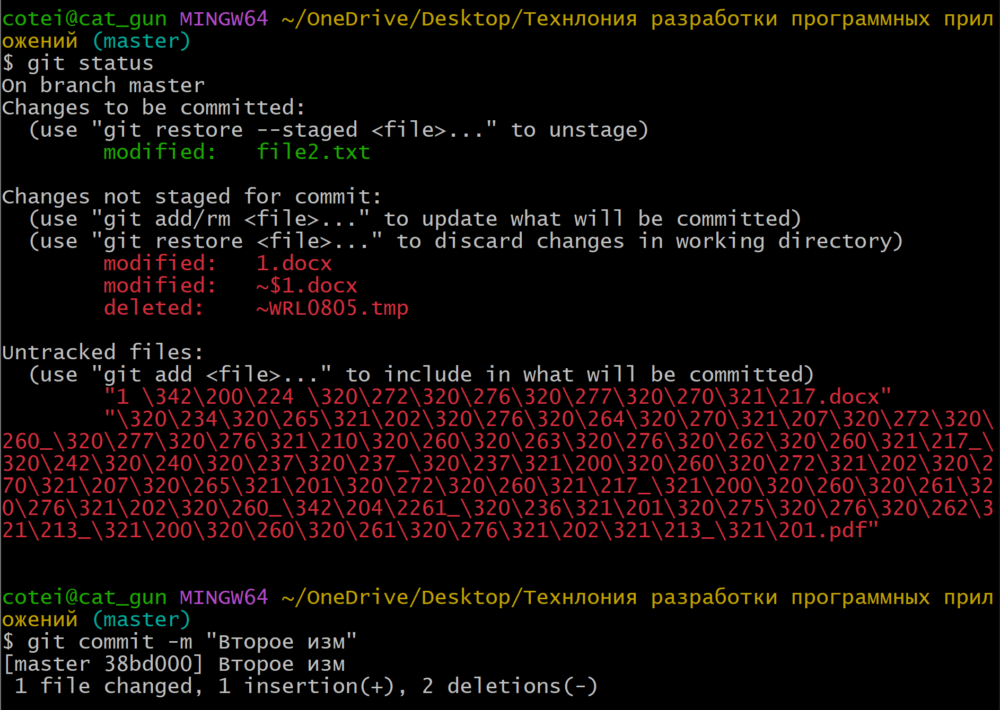 cotei@cat_gun MINGW64 ~/OneDrive/Desktop/Технлония разработки программных прил
ожений (master)
$ git status
On branch master
Changes to be committed:
  (use "git restore --staged <file>..." to unstage)
        modified:   file2.txt

Changes not staged for commit:
  (use "git add/rm <file>..." to update what will be committed)
  (use "git restore <file>..." to discard changes in working directory)
        modified:   1.docx
        modified:   ~$1.docx
        deleted:    ~WRL0805.tmp

Untracked files:
  (use "git add <file>..." to include in what will be committed)
        "1 \342\200\224 \320\272\320\276\320\277\320\270\321\217.docx"
        "\320\234\320\265\321\202\320\276\320\264\320\270\321\207\320\272\320\
260_\320\277\320\276\321\210\320\260\320\263\320\276\320\262\320\260\321\217_\
320\242\320\240\320\237\320\237_\320\237\321\200\320\260\320\272\321\202\320\2
70\321\207\320\265\321\201\320\272\320\260\321\217_\321\200\320\260\320\261\32
0\276\321\202\320\260_\342\204\2261_\320\236\321\201\320\275\320\276\320\262\3
21\213_\321\200\320\260\320\261\320\276\321\202\321\213_\321\201.pdf"

cotei@cat_gun MINGW64 ~/OneDrive/Desktop/Технлония разработки программных прил
ожений (master)
$ git commit -m "Второе изм"
[master 38bd000] Второе изм
 1 file changed, 1 insertion(+), 2 deletions(-)